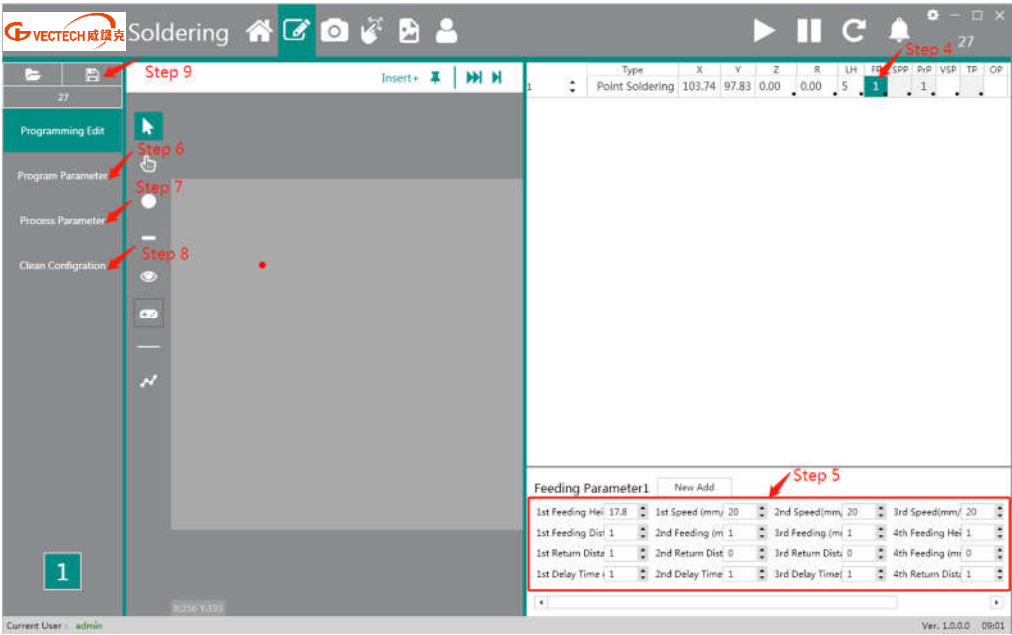 VECTECH威鏈克 Soldering
Step 4
27
Step 9
Insert+
27
Type X Y Z R LH FP SPP PrP VSP TP OP
1 Point Soldering 103.74 97.83 0.00 0.00 5 1 1
Programming Edit
Step 6
Program Parameter
Step 7
Process Parameter
Step 8
Clean Configration
Step 5
Feeding Parameter1 New Add
1st Feeding Hei 17.8 1st Speed (mm/ 20 2nd Speed(mm, 20 3rd Speed(mm/ 20
1st Feeding Dist 1 2nd Feeding (m 1 3rd Feeding (m 1 4th Feeding Hei 1
1st Return Dista 1 2nd Return Dist 0 3rd Return Dista 0 4th Feeding (m 0
1st Delay Time ( 1 2nd Delay Time 1 3rd Delay Time( 1 4th Return Dista 1
1
X:256 Y:193
Current User : admin Ver. 1.0.0.0 09:01